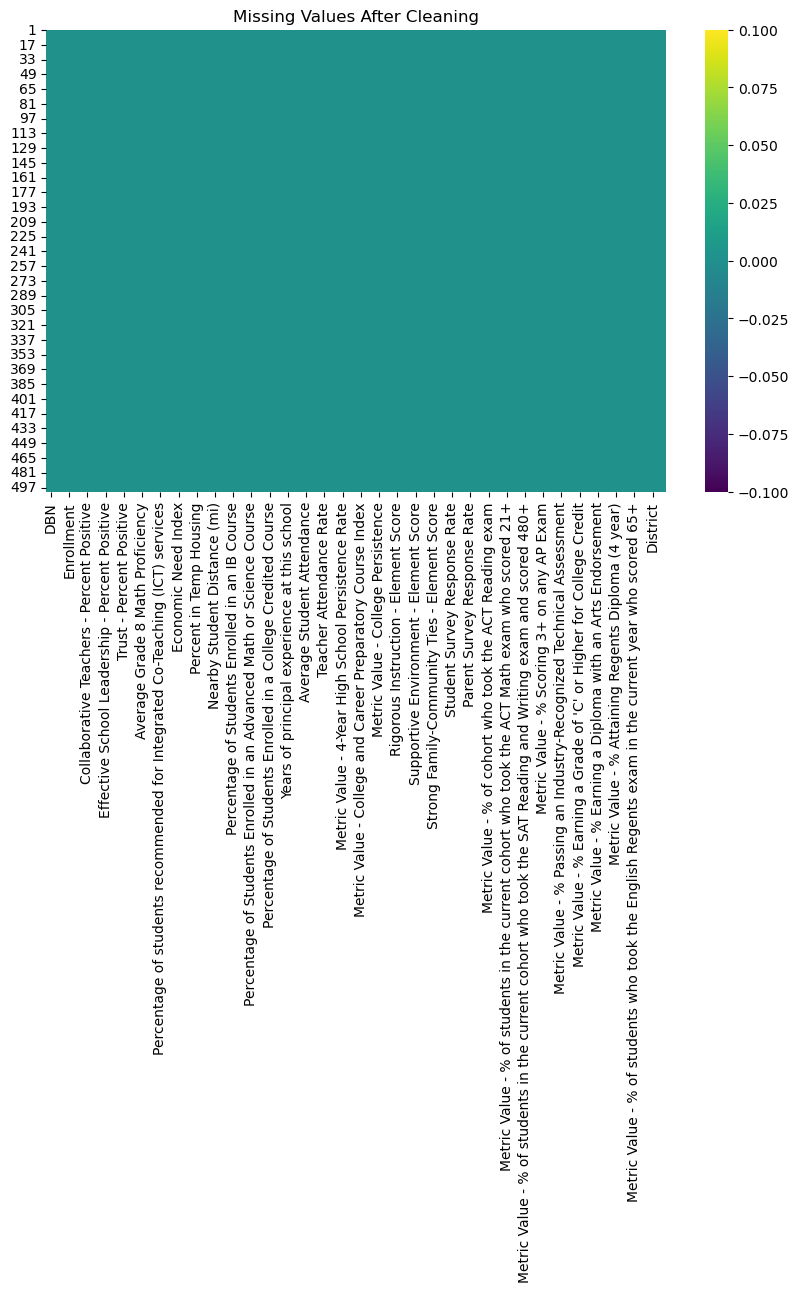 Missing Values After Cleaning
1
17
33
49
65
81
97
113
129
145
161
177
193
209
225
241
257
273
289
305
321
337
353
369
385
401
417
433
449
465
481
497
DBN
Enrollment
Collaborative Teachers - Percent Positive
Effective School Leadership - Percent Positive
Trust - Percent Positive
Average Grade 8 Math Proficiency
Percentage of students recommended for Integrated Co-Teaching (ICT) services
Economic Need Index
Percent in Temp Housing
Nearby Student Distance (mi)
Percentage of Students Enrolled in an IB Course
Percentage of Students Enrolled in an Advanced Math or Science Course
Percentage of Students Enrolled in a College Credited Course
Years of principal experience at this school
Average Student Attendance
Teacher Attendance Rate
Metric Value - 4-Year High School Persistence Rate
Metric Value - College and Career Preparatory Course Index
Metric Value - College Persistence
Rigorous Instruction - Element Score
Supportive Environment - Element Score
Strong Family-Community Ties - Element Score
Student Survey Response Rate
Parent Survey Response Rate
Metric Value - % of cohort who took the ACT Reading exam
Metric Value - % of students in the current cohort who took the ACT Math exam who scored 21+
Metric Value - % of students in the current cohort who took the SAT Reading and Writing exam and scored 480+
Metric Value - % Scoring 3+ on any AP Exam
Metric Value - % Passing an Industry-Recognized Technical Assessment
Metric Value - % Earning a Grade of 'C' or Higher for College Credit
Metric Value - % Earning a Diploma with an Arts Endorsement
Metric Value - % Attaining Regents Diploma (4 year)
Metric Value - % of students who took the English Regents exam in the current year who scored 65+
District
0.100
0.075
0.050
0.025
0.000
−0.025
−0.050
−0.075
−0.100